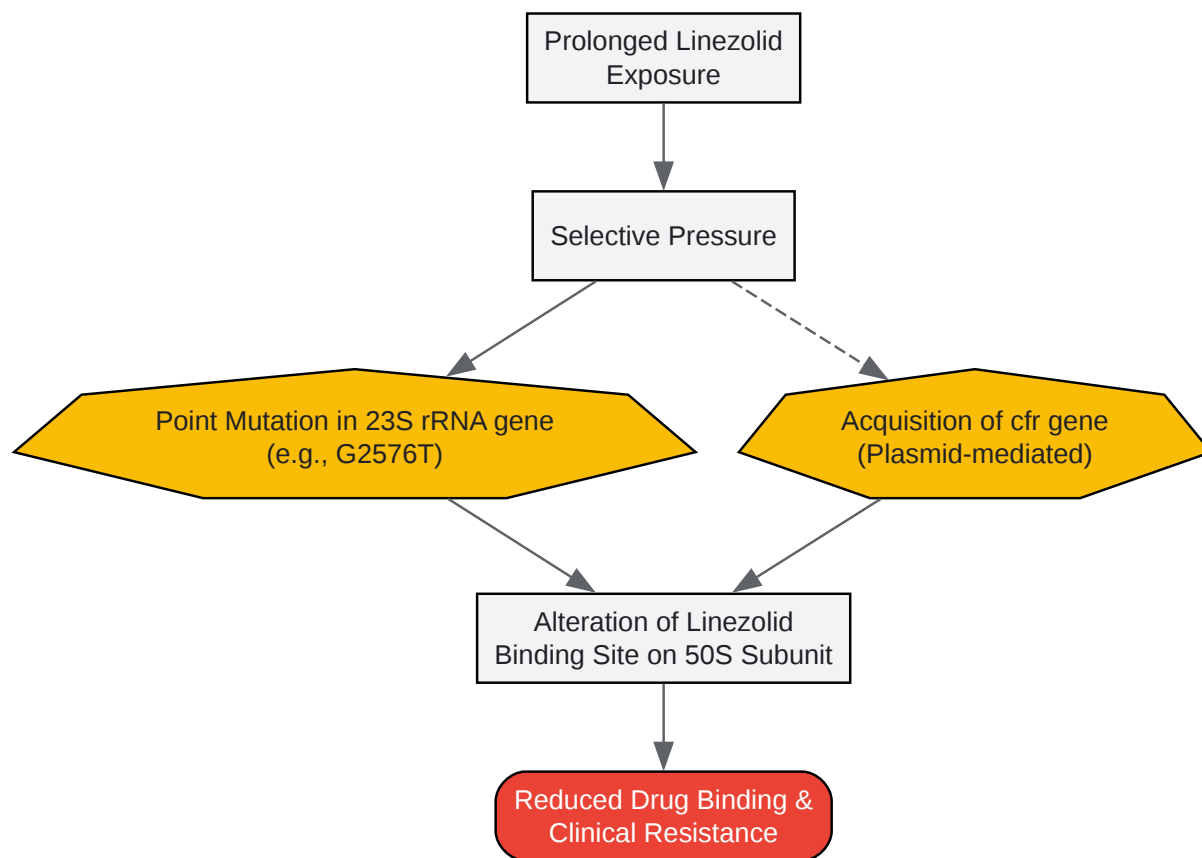 Prolonged Linezolid
Exposure
Selective Pressure
Point Mutation in 23S rRNA gene
(e.g., G2576T)
Acquisition of cfr gene
(Plasmid-mediated)
Alteration of Linezolid
Binding Site on 50S Subunit
Reduced Drug Binding &
Clinical Resistance